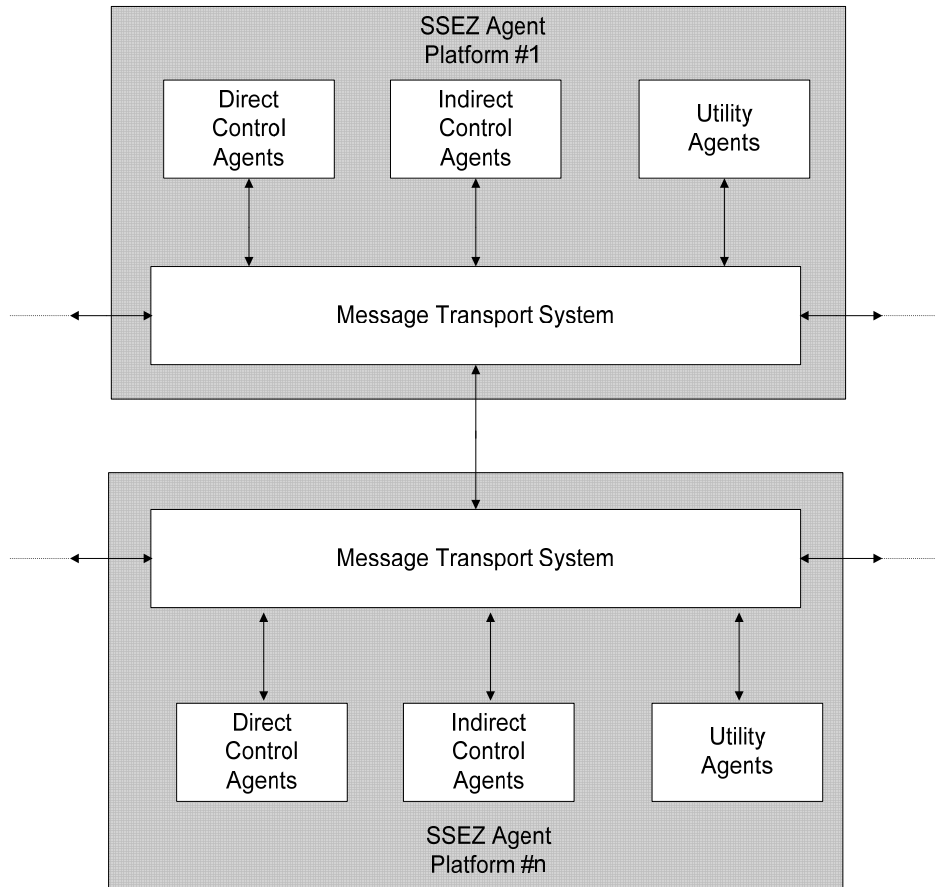 SSEZ Agent
Platform #1
Direct
Control
Agents
Indirect
Control
Agents
Utility
Agents
Message Transport System
Message Transport System
Direct
Control
Agents
Indirect
Control
Agents
Utility
Agents
SSEZ Agent
Platform #n